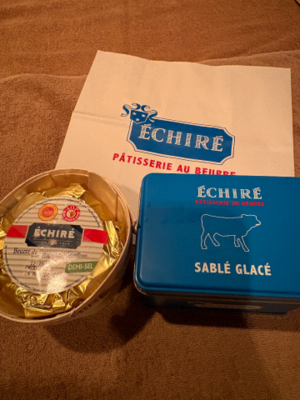 ÉCHIRÉ
PÂTISSERIE AU BEURRE
ÉCHIRÉ
DEMI-SEL
ÉCHIRÉ
PÂTISSERIE AU BEURRE
SABLÉ GLACÉ